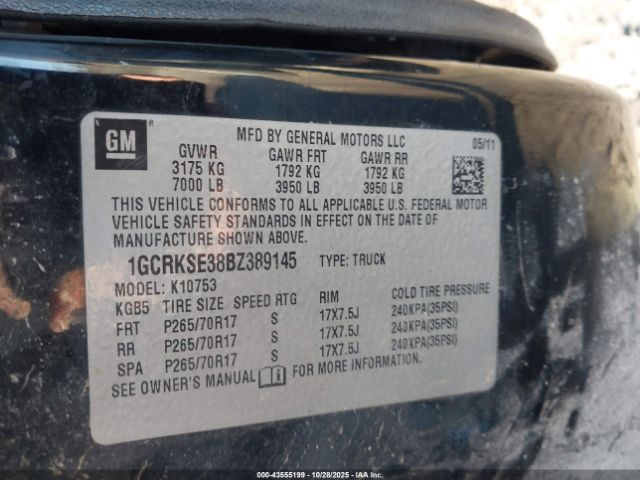 GM ®
MFD BY GENERAL MOTORS LLC 05/11
GVWR GAWR FRT GAWR RR
3175 KG 1792 KG 1792 KG
7000 LB 3950 LB 3950 LB
THIS VEHICLE CONFORMS TO ALL APPLICABLE U.S. FEDERAL MOTOR
VEHICLE SAFETY STANDARDS IN EFFECT ON THE DATE OF
MANUFACTURE SHOWN ABOVE.
1GCRKSE38BZ389145 TYPE: TRUCK
MODEL: K10753
KGB5 TIRE SIZE SPEED RTG RIM COLD TIRE PRESSURE
FRT P265/70R17 S 17X7.5J 240KPA(35PSI)
RR P265/70R17 S 17X7.5J 240KPA(35PSI)
SPA P265/70R17 S 17X7.5J 240KPA(35PSI)
SEE OWNER'S MANUAL FOR MORE INFORMATION.
000-43555199 - 10/28/2025 - IAAI.COM